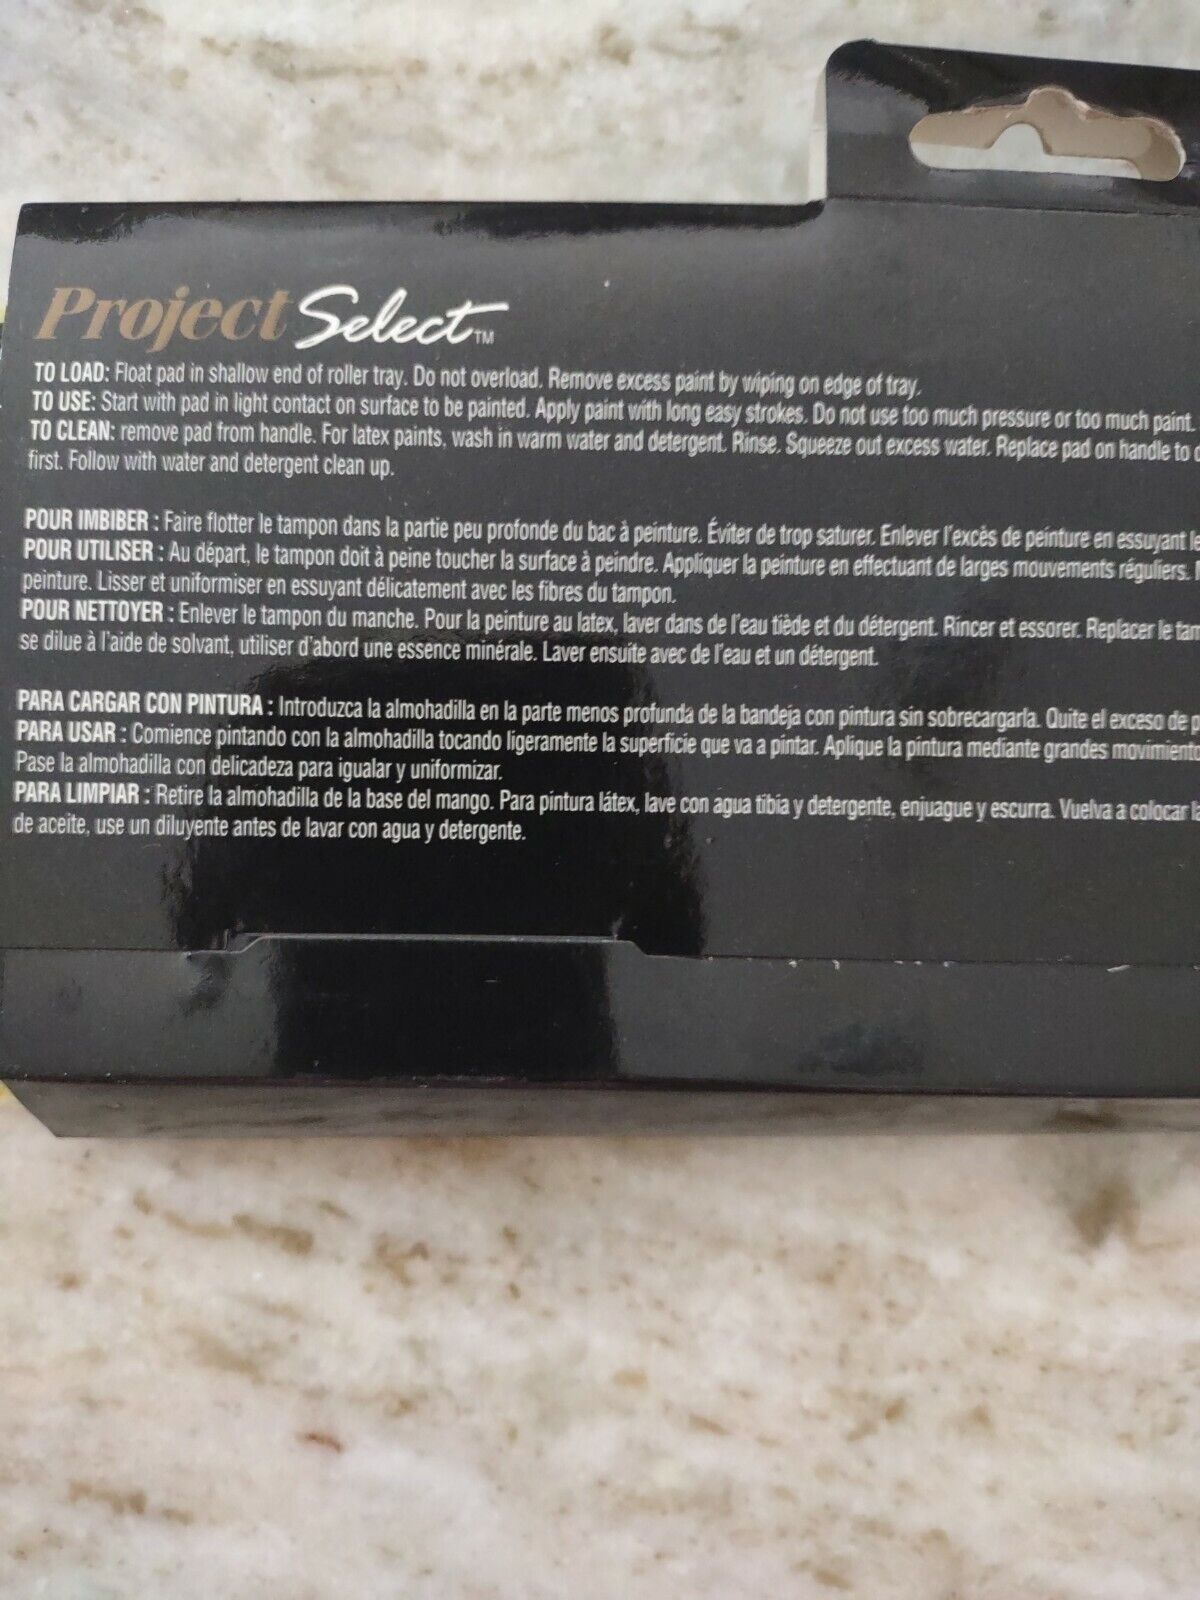 Project Select™
TO LOAD: Float pad in shallow end of roller tray. Do not overload. Remove excess paint by wiping on edge of tray.
TO USE: Start with pad in light contact on surface to be painted. Apply paint with long easy strokes. Do not use too much pressure or too much paint.
TO CLEAN: remove pad from handle. For latex paints, wash in warm water and detergent. Rinse. Squeeze out excess water. Replace pad on handle to
first. Follow with water and detergent clean up.
POUR IMBIBER : Faire flotter le tampon dans la partie peu profonde du bac à peinture. Éviter de trop saturer. Enlever l'excès de peinture en essuyant
POUR UTILISER : Au départ, le tampon doit à peine toucher la surface à peindre. Appliquer la peinture en effectuant de larges mouvements réguliers.
peinture. Lisser et uniformiser en essuyant délicatement avec les fibres du tampon.
POUR NETTOYER : Enlever le tampon du manche. Pour la peinture au latex, laver dans de l'eau tiède et du détergent. Rincer et essorer. Replacer le
se dilue à l'aide de solvant, utiliser d'abord une essence minérale. Laver ensuite avec de l'eau et un détergent.
PARA CARGAR CON PINTURA : Introduzca la almohadilla en la parte menos profunda de la bandeja con pintura sin sobrecargarla. Quite el exceso de
PARA USAR : Comience pintando con la almohadilla tocando ligeramente la superficie que va a pintar. Aplique la pintura mediante grandes
Pase la almohadilla con delicadeza para igualar y uniformizar.
PARA LIMPIAR : Retire la almohadilla de la base del mango. Para pintura látex, lave con agua tibia y detergente, enjuague y escurra. Vuelva a colocar
de aceite, use un diluyente antes de lavar con agua y detergente.